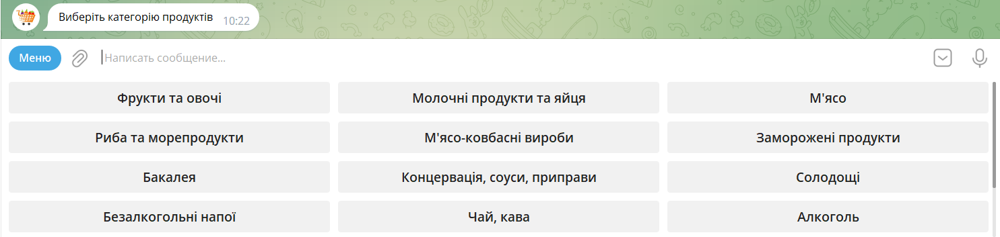 Виберіть категорію продуктів 10:22
Меню Написать сообщение...
Фрукти та овочі Молочні продукти та яйця М'ясо
Риба та морепродукти М'ясо-ковбасні вироби Заморожені продукти
Бакалея Концервація, соуси, приправи Солодощі
Безалкогольні напої Чай, кава Алкоголь